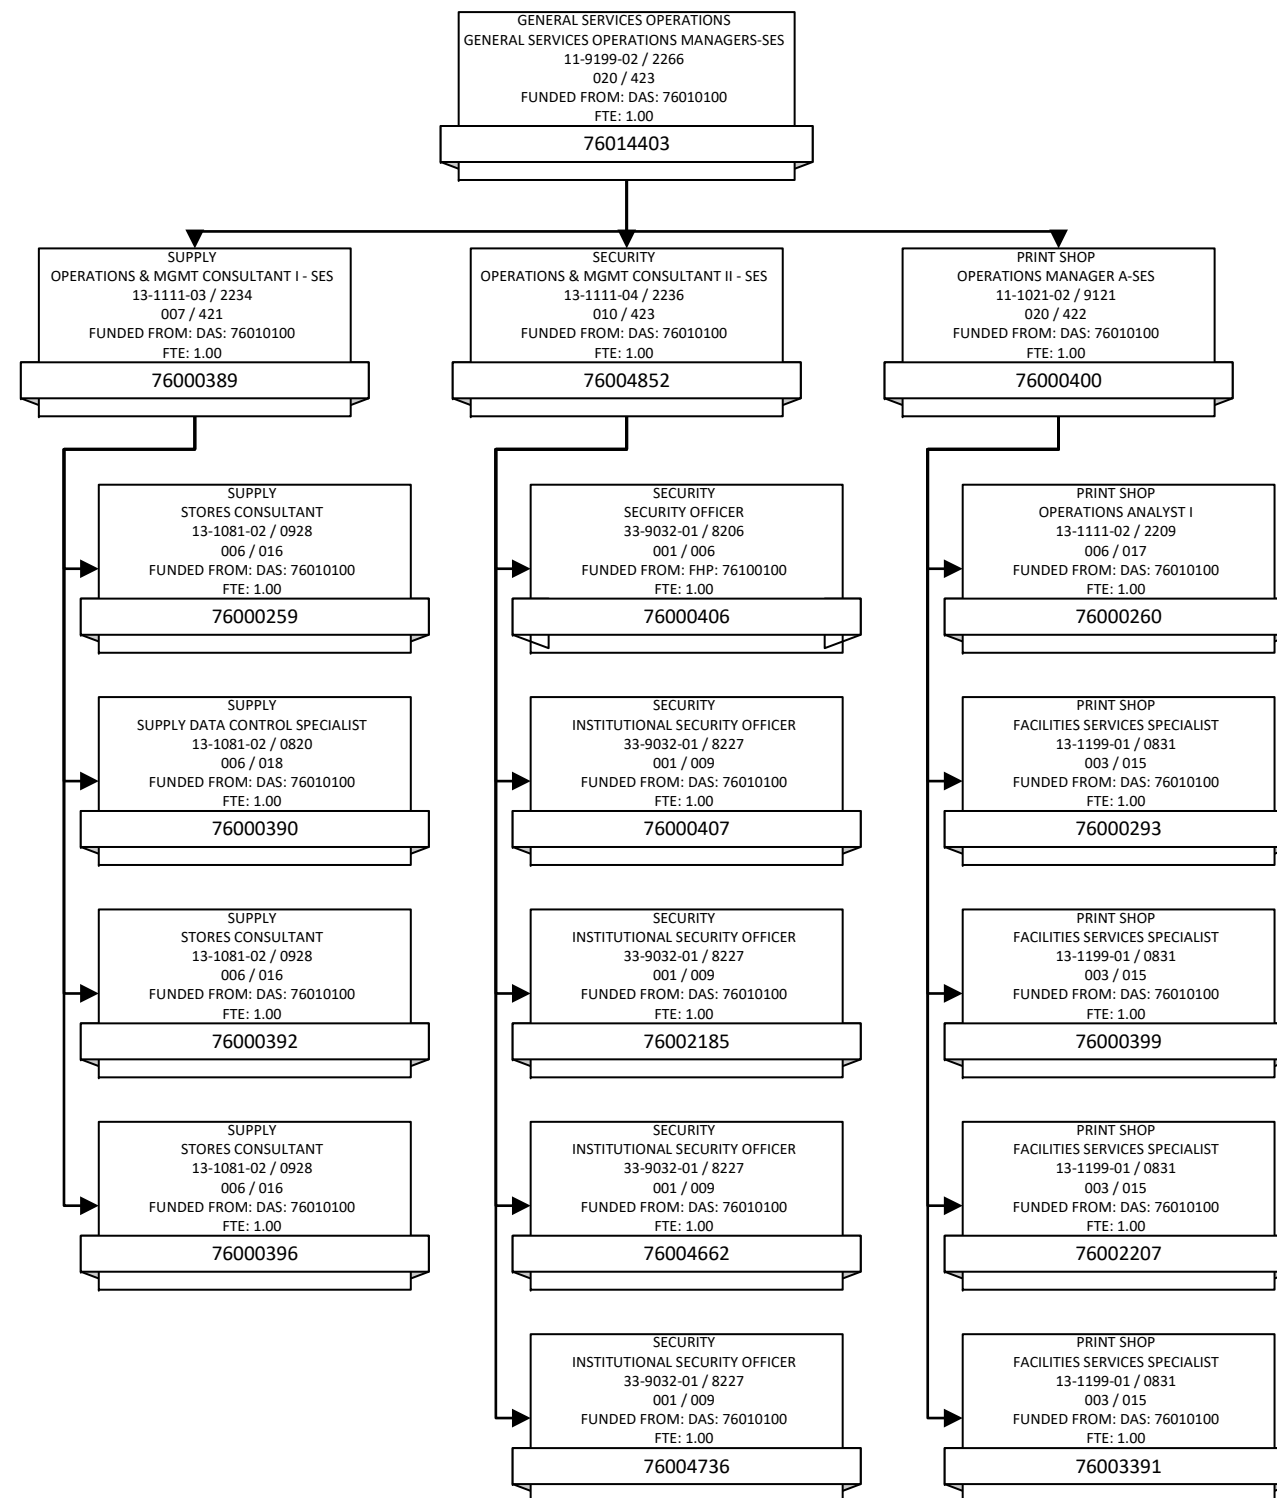 GENERAL SERVICES OPERATIONS
GENERAL SERVICES OPERATIONS MANAGERS-SES
11-9199-02 / 2266
020 / 423
FUNDED FROM: DAS: 76010100
FTE: 1.00
76014403
SUPPLY
OPERATIONS & MGMT CONSULTANT I - SES
13-1111-03 / 2234
007 / 421
FUNDED FROM: DAS: 76010100
FTE: 1.00
76000389
SECURITY
OPERATIONS & MGMT CONSULTANT II - SES
13-1111-04 / 2236
010 / 423
FUNDED FROM: DAS: 76010100
FTE: 1.00
76004852
PRINT SHOP
OPERATIONS MANAGER A-SES
11-1021-02 / 9121
020 / 422
FUNDED FROM: DAS: 76010100
FTE: 1.00
76000400
SUPPLY
STORES CONSULTANT
13-1081-02 / 0928
006 / 016
FUNDED FROM: DAS: 76010100
FTE: 1.00
76000259
SECURITY
SECURITY OFFICER
33-9032-01 / 8206
001 / 006
FUNDED FROM: FHP: 76100100
FTE: 1.00
76000406
PRINT SHOP
OPERATIONS ANALYST I
13-1111-02 / 2209
006 / 017
FUNDED FROM: DAS: 76010100
FTE: 1.00
76000260
SUPPLY
SUPPLY DATA CONTROL SPECIALIST
13-1081-02 / 0820
006 / 018
FUNDED FROM: DAS: 76010100
FTE: 1.00
76000390
SECURITY
INSTITUTIONAL SECURITY OFFICER
33-9032-01 / 8227
001 / 009
FUNDED FROM: DAS: 76010100
FTE: 1.00
76000407
PRINT SHOP
FACILITIES SERVICES SPECIALIST
13-1199-01 / 0831
003 / 015
FUNDED FROM: DAS: 76010100
FTE: 1.00
76000293
SUPPLY
STORES CONSULTANT
13-1081-02 / 0928
006 / 016
FUNDED FROM: DAS: 76010100
FTE: 1.00
76000392
SECURITY
INSTITUTIONAL SECURITY OFFICER
33-9032-01 / 8227
001 / 009
FUNDED FROM: DAS: 76010100
FTE: 1.00
76002185
PRINT SHOP
FACILITIES SERVICES SPECIALIST
13-1199-01 / 0831
003 / 015
FUNDED FROM: DAS: 76010100
FTE: 1.00
76000399
SUPPLY
STORES CONSULTANT
13-1081-02 / 0928
006 / 016
FUNDED FROM: DAS: 76010100
FTE: 1.00
76000396
SECURITY
INSTITUTIONAL SECURITY OFFICER
33-9032-01 / 8227
001 / 009
FUNDED FROM: DAS: 76010100
FTE: 1.00
76004662
PRINT SHOP
FACILITIES SERVICES SPECIALIST
13-1199-01 / 0831
003 / 015
FUNDED FROM: DAS: 76010100
FTE: 1.00
76002207
SECURITY
INSTITUTIONAL SECURITY OFFICER
33-9032-01 / 8227
001 / 009
FUNDED FROM: DAS: 76010100
FTE: 1.00
76004736
PRINT SHOP
FACILITIES SERVICES SPECIALIST
13-1199-01 / 0831
003 / 015
FUNDED FROM: DAS: 76010100
FTE: 1.00
76003391